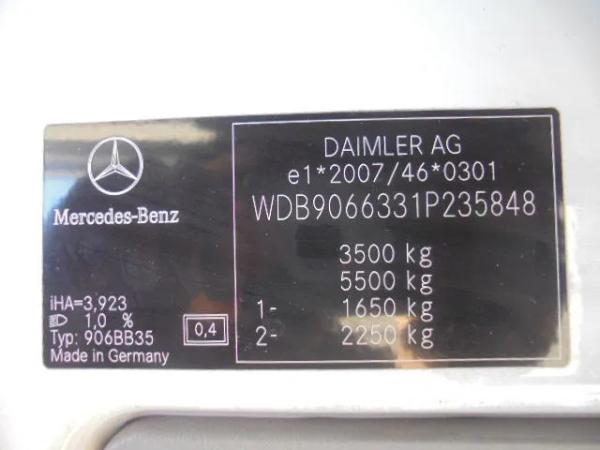 Mercedes-Benz
iHA=3,923
1,0 %
Typ: 906BB35
Made in Germany
0,4
DAIMLER AG
e1*2007/46*0301
WDB9066331P235848
3500 kg
5500 kg
1- 1650 kg
2- 2250 kg